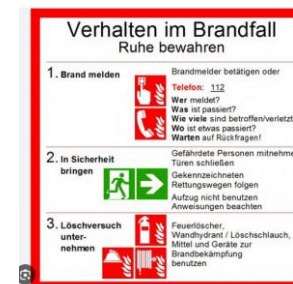 Verhalten im Brandfall
Ruhe bewahren
1. Brand melden
Brandmelder betätigen oder
Telefon: 112
Wer meldet?
Was ist passiert?
Wie viele sind betroffen/verletzt
Wo ist etwas passiert?
Warten auf Rückfragen!
2. In Sicherheit
bringen
Gefährdete Personen mitnehme
Türen schließen
Gekennzeichneten
Rettungswegen folgen
Aufzug nicht benutzen
Anweisungen beachten
3. Löschversuch
unter-
nehmen
Feuerlöscher,
Wandhydrant / Löschschlauch,
Mittel und Geräte zur
Brandbekämpfung
benutzen